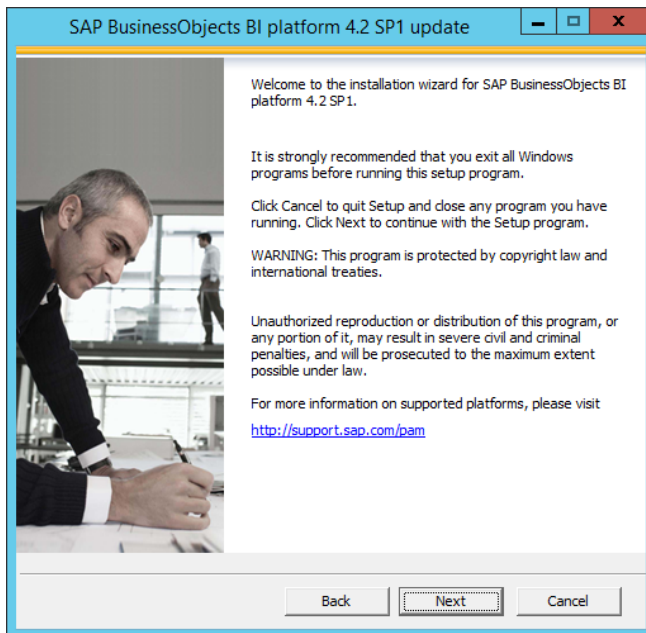 SAP BusinessObjects BI platform 4.2 SP1 update
Welcome to the installation wizard for SAP BusinessObjects BI
platform 4.2 SP1.
It is strongly recommended that you exit all Windows
programs before running this setup program.
Click Cancel to quit Setup and close any program you have
running. Click Next to continue with the Setup program.
WARNING: This program is protected by copyright law and
international treaties.
Unauthorized reproduction or distribution of this program, or
any portion of it, may result in severe civil and criminal
penalties, and will be prosecuted to the maximum extent
possible under law.
For more information on supported platforms, please visit
http://support.sap.com/pam
Back
Next
Cancel